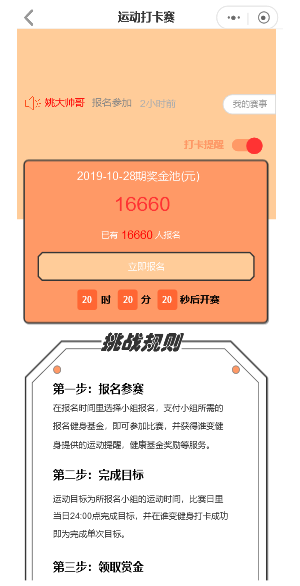 运动打卡赛
姚大帅哥 报名参加 2小时前
我的赛事
打卡提醒
2019-10-28期奖金池(元)
16660
已有 16660 人报名
立即报名
20 时 20 分 20 秒后开赛
挑战规则
第一步：报名参赛
在报名时间里选择小组报名，支付小组所需的
报名健身基金，即可参加比赛，并获得谁变健
身提供的运动提醒，健康基金奖励等服务。
第二步：完成目标
运动目标为所报名小组的运动时间，比赛日里
当日24:00点完成目标，并在谁变健身打卡成功
即为完成单次目标。
第三步：领取赏金